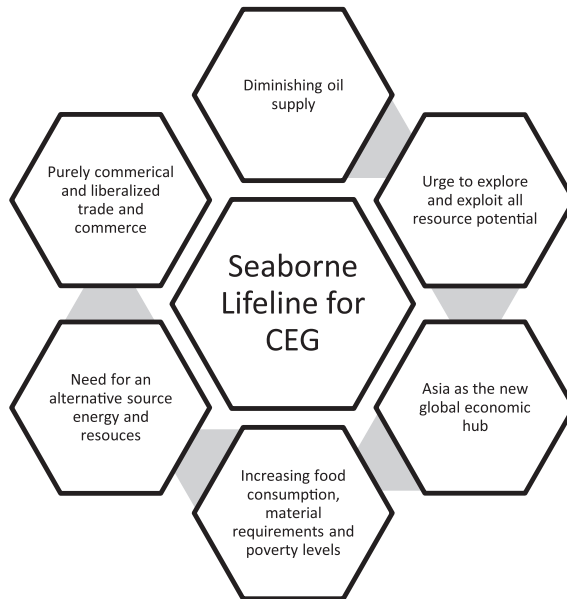 Diminishing oil
supply
Urge to explore
and exploit all
resource potential
Asia as the new
global economic
hub
Increasing food
consumption,
material
requirements and
poverty levels
Need for an
alternative source
energy and
resouces
Purely commerical
and liberalized
trade and
commerce
Seaborne
Lifeline for
CEG